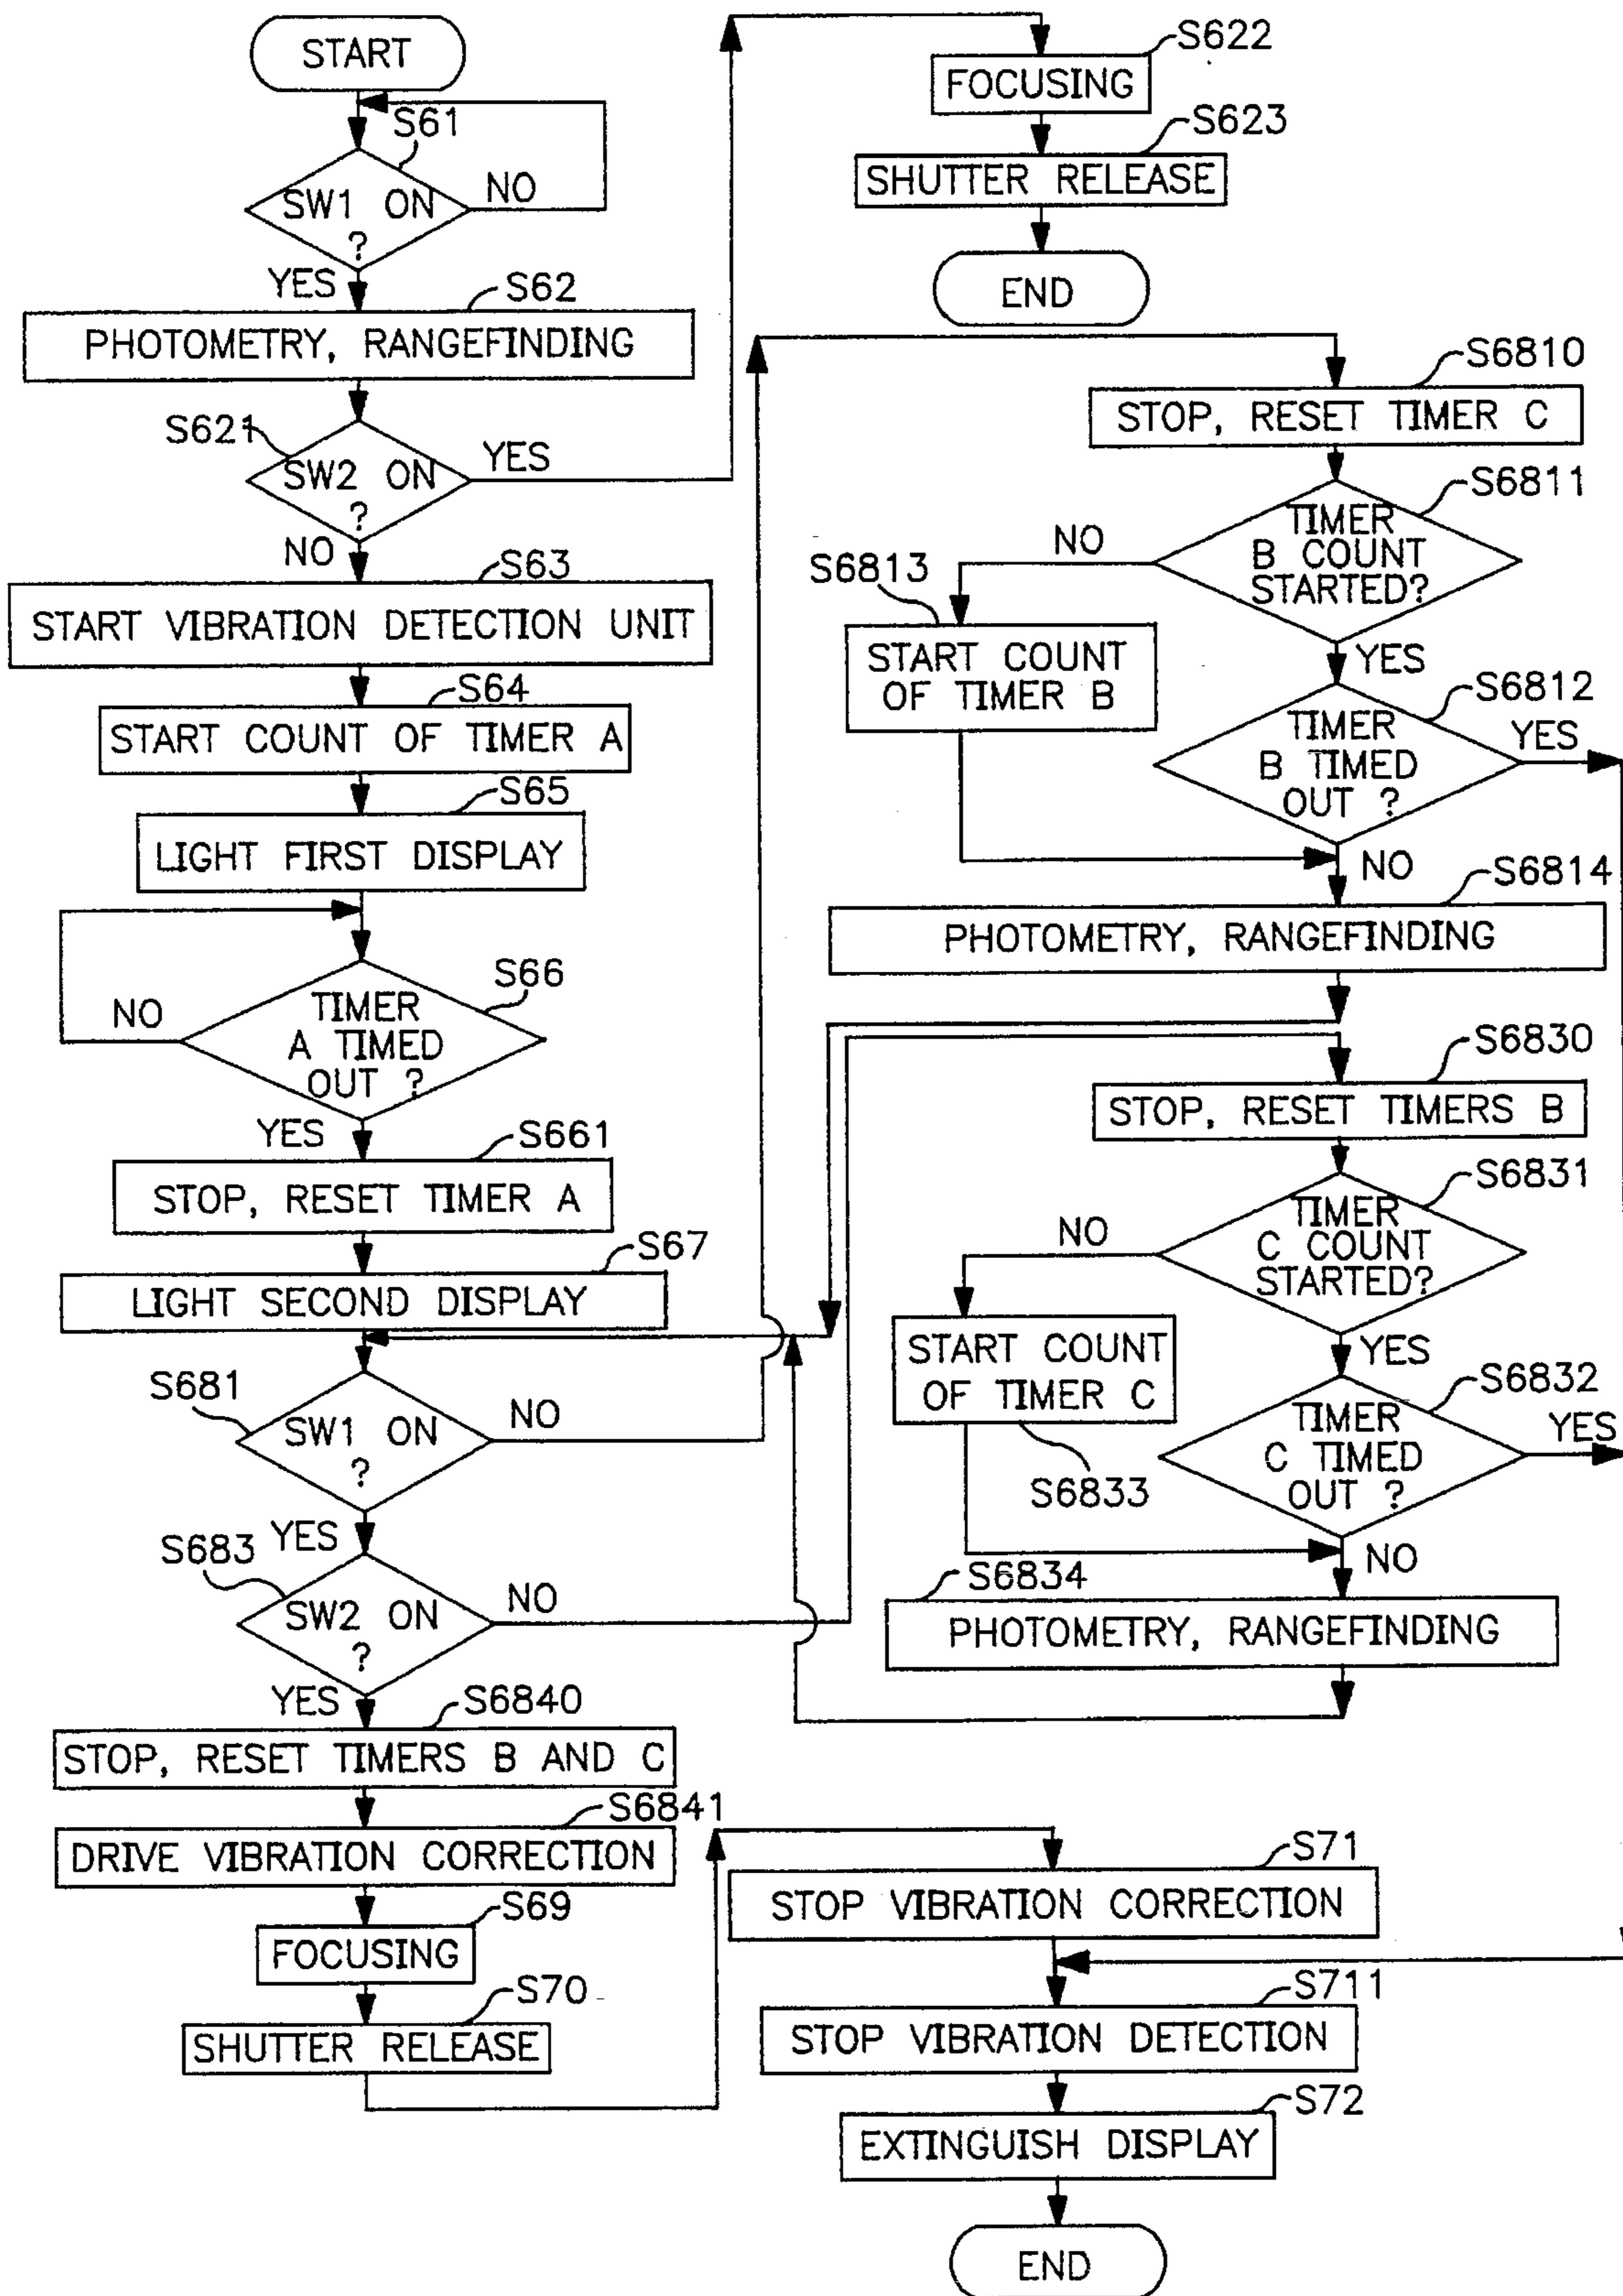 START
S61
SW1 ON
?
NO
YES
S62
PHOTOMETRY, RANGEFINDING
S621
SW2 ON
?
YES
NO
S63
START VIBRATION DETECTION UNIT
S64
START COUNT OF TIMER A
S65
LIGHT FIRST DISPLAY
S66
TIMER
A TIMED
OUT ?
NO
YES
S661
STOP, RESET TIMER A
S67
LIGHT SECOND DISPLAY
S681
SW1 ON
?
NO
YES
S683
SW2 ON
?
NO
YES
S6840
STOP, RESET TIMERS B AND C
S6841
DRIVE VIBRATION CORRECTION
S69
FOCUSING
S70
SHUTTER RELEASE
S622
FOCUSING
S623
SHUTTER RELEASE
END
S6810
STOP, RESET TIMER C
S6811
TIMER
B COUNT
STARTED?
NO
S6813
START COUNT
OF TIMER B
YES
S6812
TIMER
B TIMED
OUT ?
YES
NO
S6814
PHOTOMETRY, RANGEFINDING
S6830
STOP, RESET TIMERS B
S6831
TIMER
C COUNT
STARTED?
NO
START COUNT
OF TIMER C
S6833
YES
S6832
TIMER
C TIMED
OUT ?
YES
NO
S6834
PHOTOMETRY, RANGEFINDING
S71
STOP VIBRATION CORRECTION
S711
STOP VIBRATION DETECTION
S72
EXTINGUISH DISPLAY
END